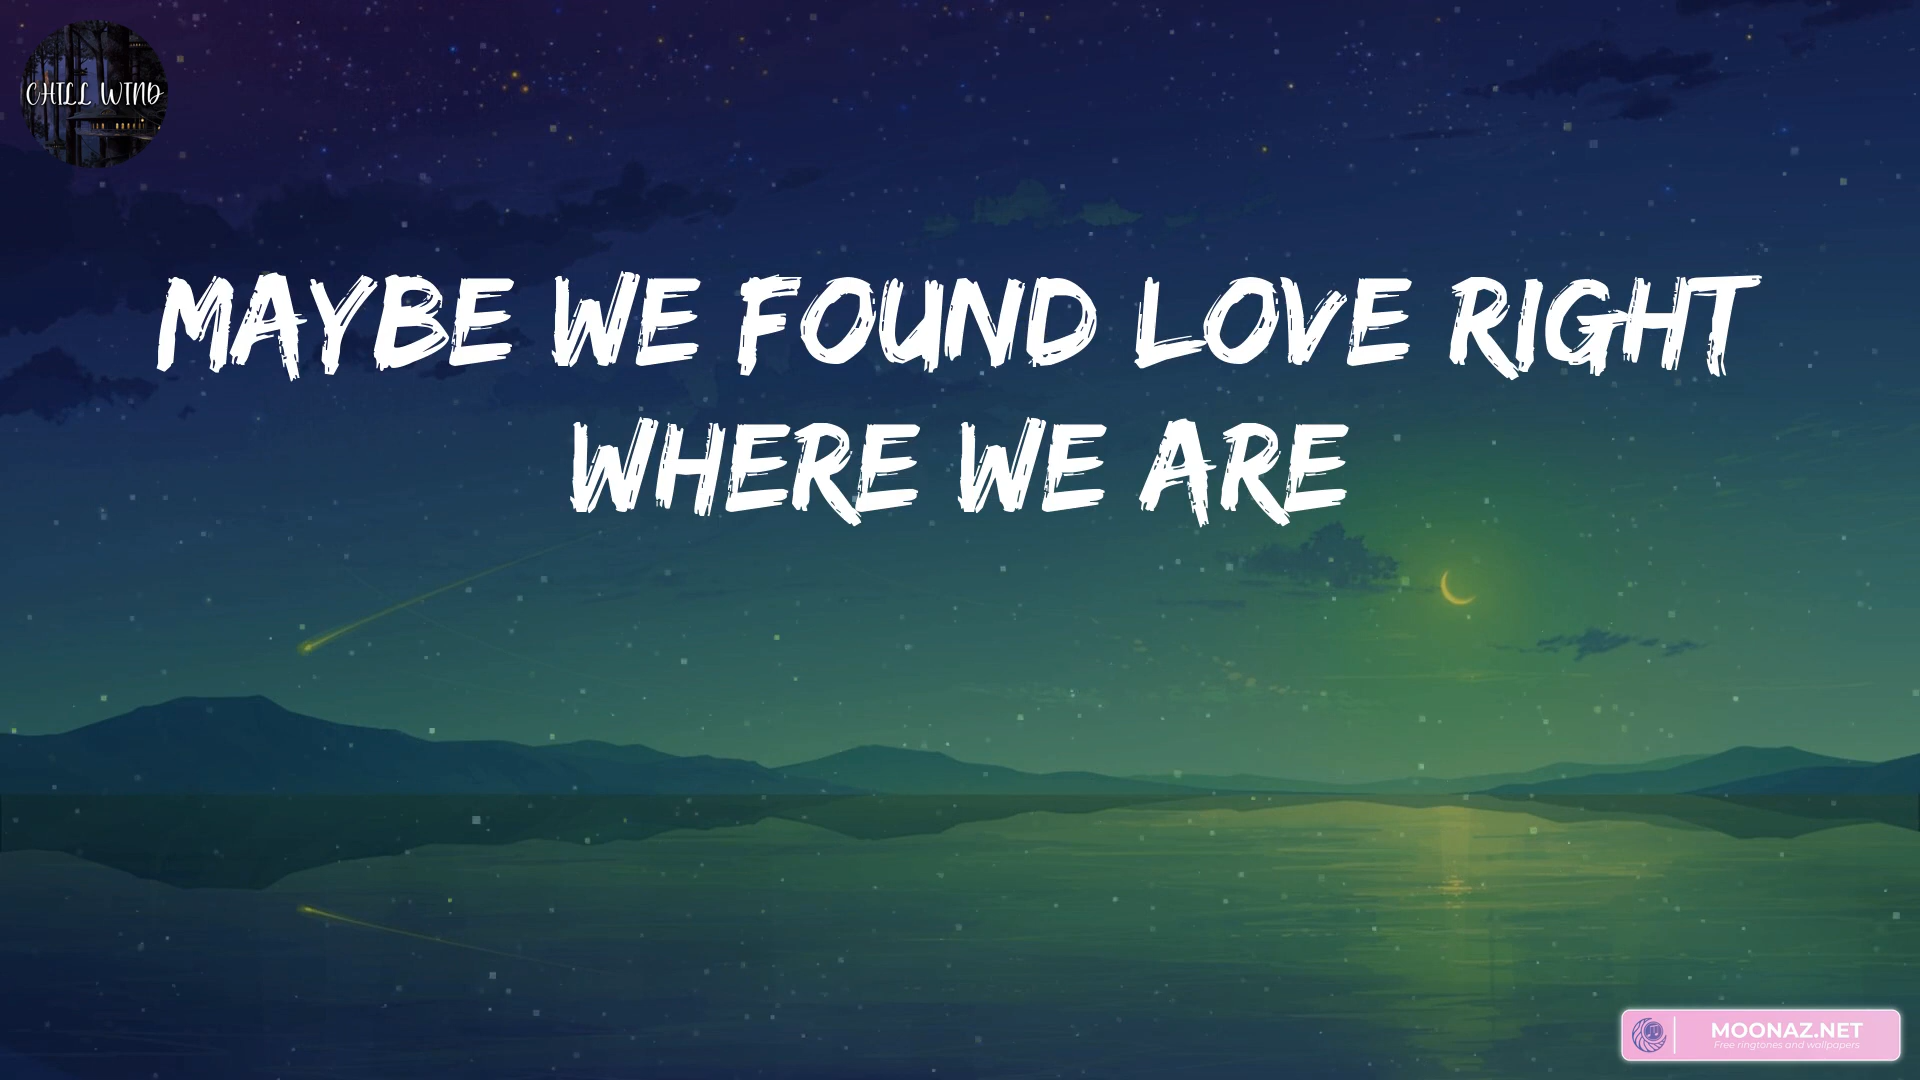 CHILL WIND
MAYBE WE FOUND LOVE RIGHT
WHERE WE ARE
MOONAZ.NET
Free ringtones and wallpapers